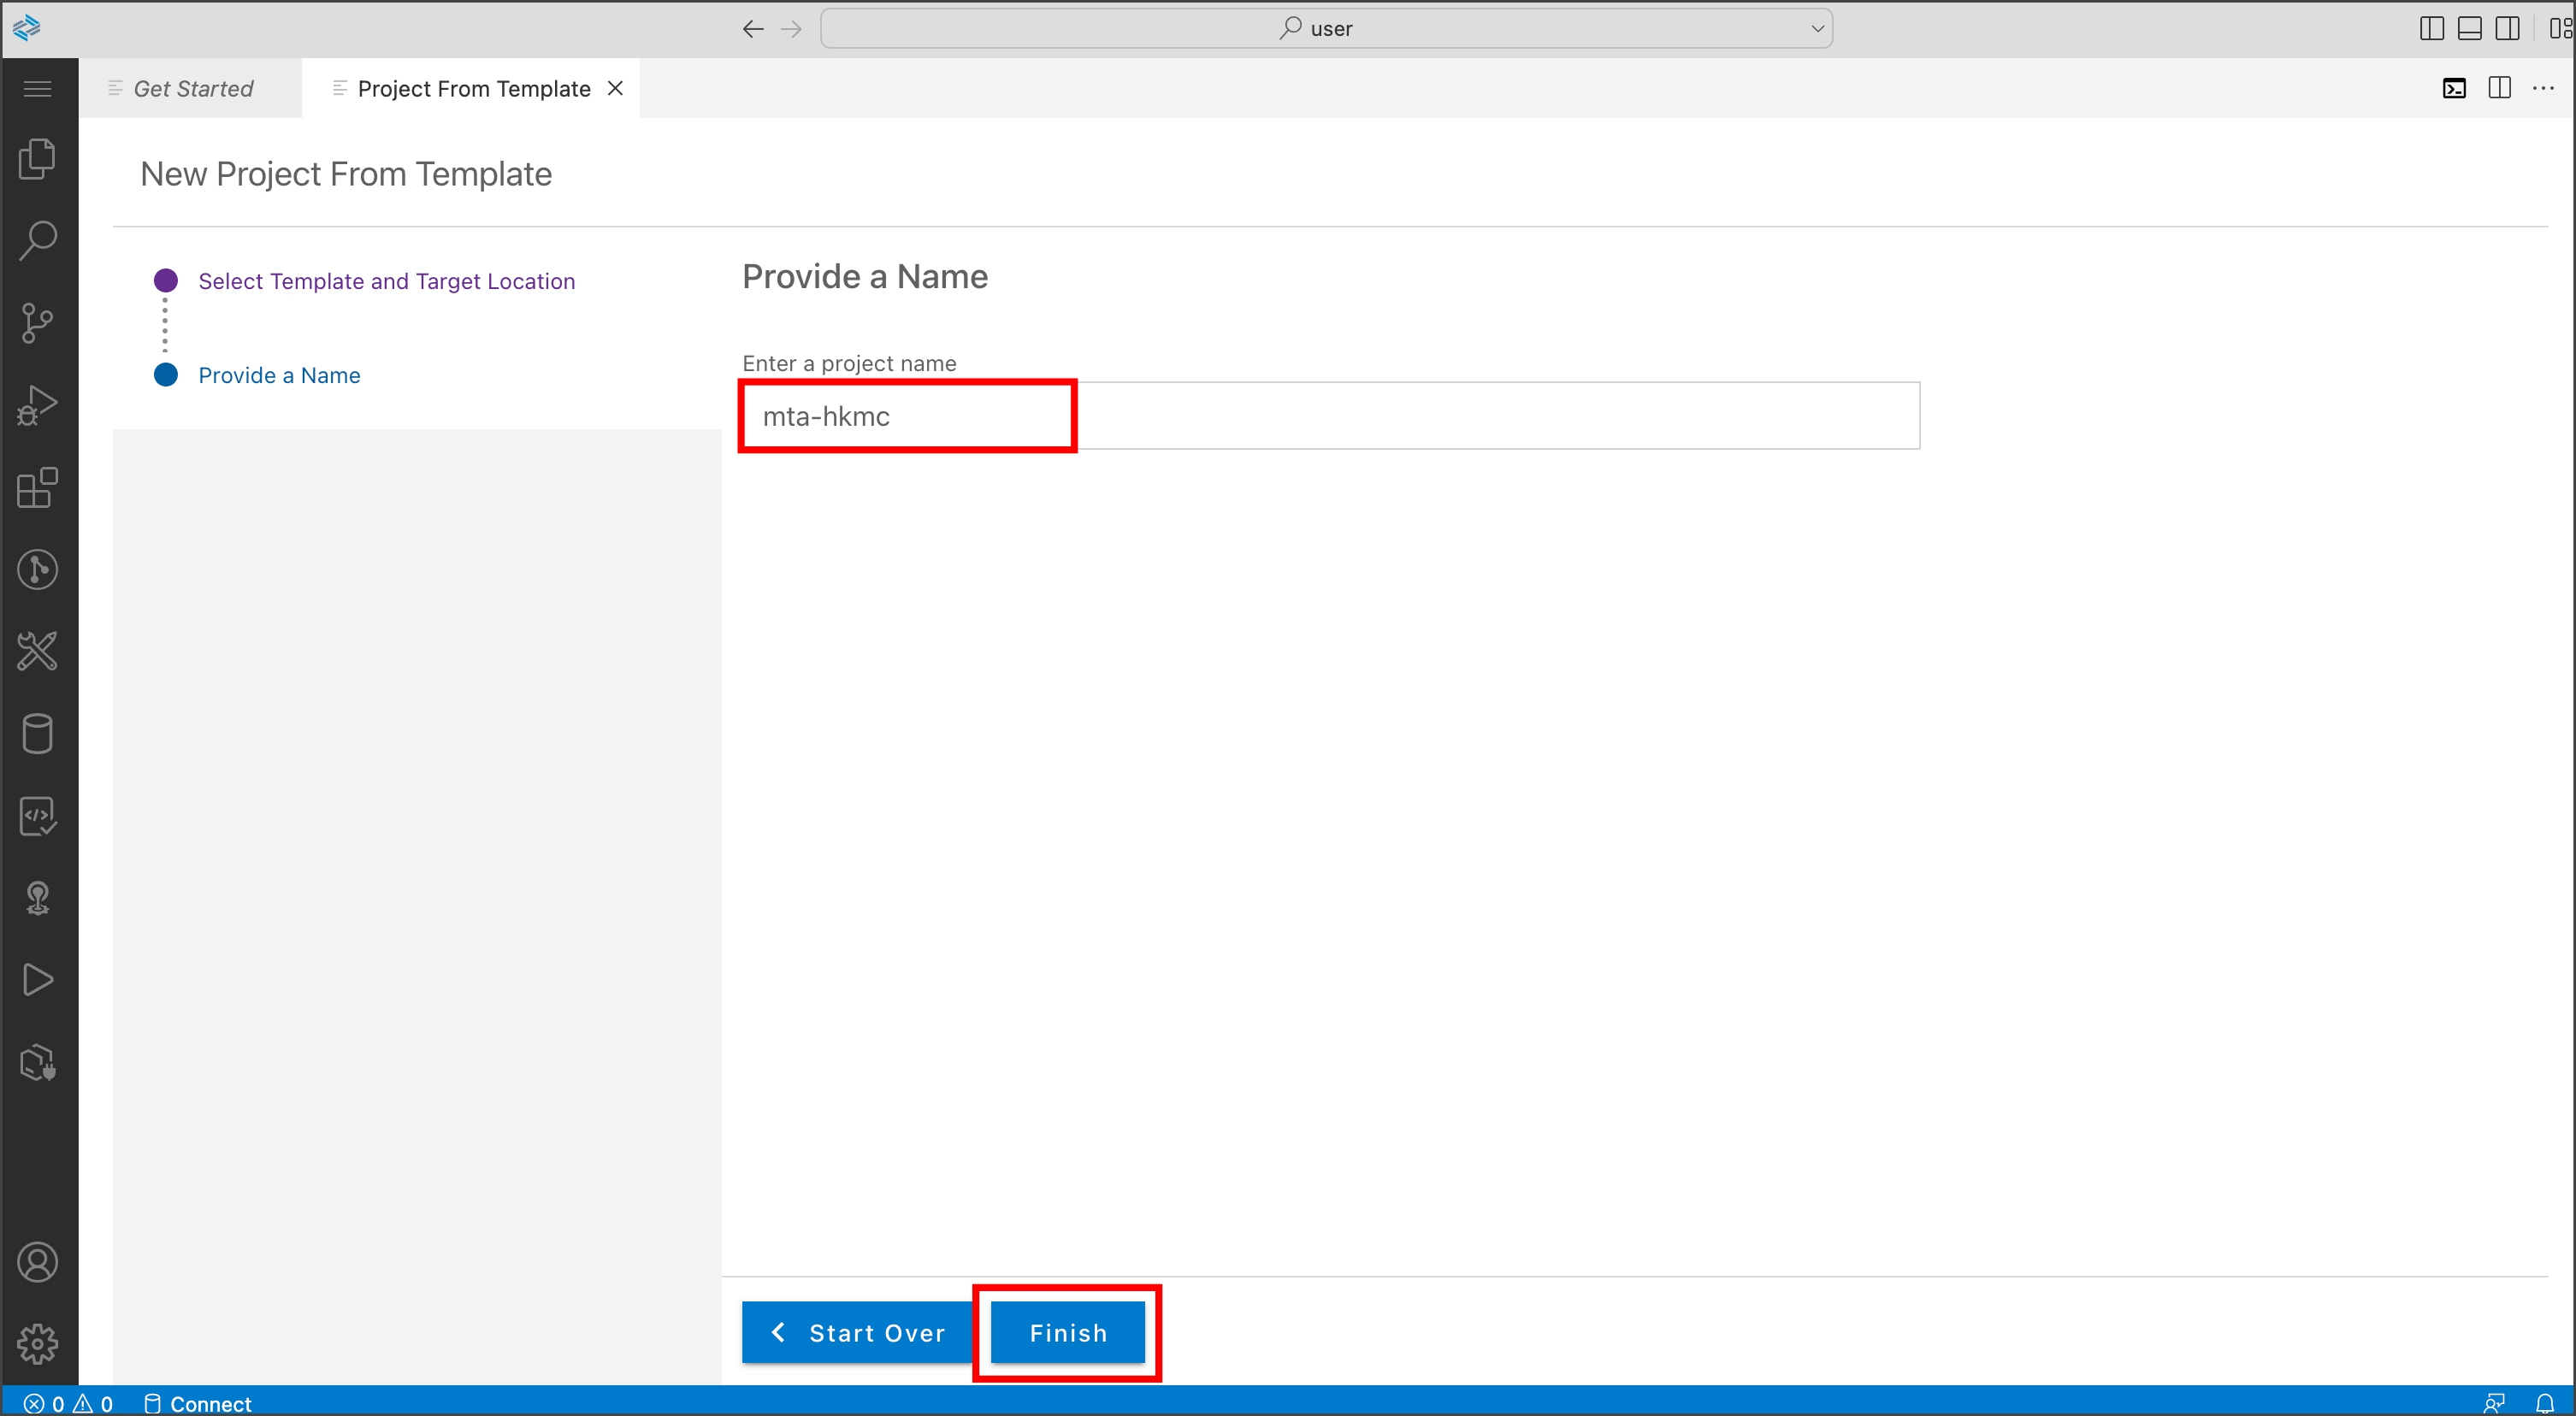 user
Get Started
Project From Template
New Project From Template
Select Template and Target Location
Provide a Name
Provide a Name
Enter a project name
mta-hkmc
Start Over
Finish
0 0 Connect